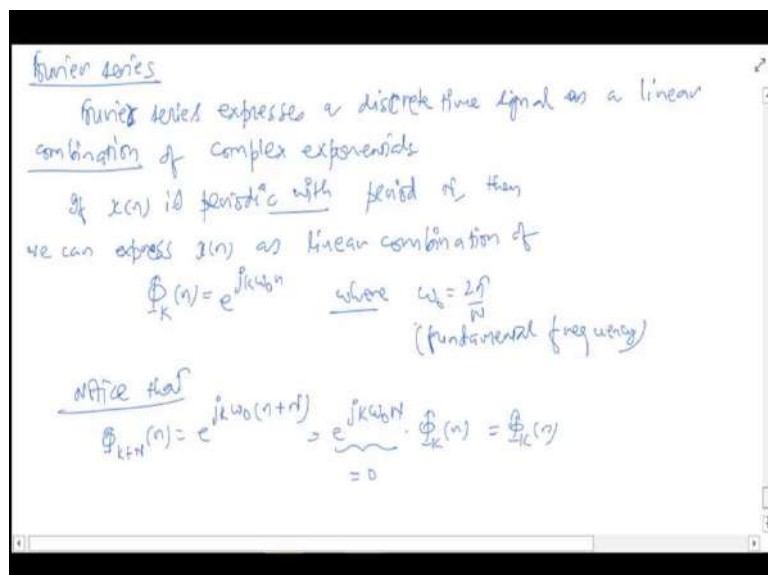 Fourier series
Fourier series expresses a discrete time signal as a linear
combination of complex exponentials
If x(n) is periodic with period N, then
we can express x(n) as linear combination of
Φ_K(n) = e^{jkω₀n} where ω₀ = 2π/N
(fundamental frequency)
Notice that
Φ_{k+N}(n) = e^{jkω₀(n+N)} = e^{jkω₀N} · Φ_K(n) = Φ_K(n)
= 0